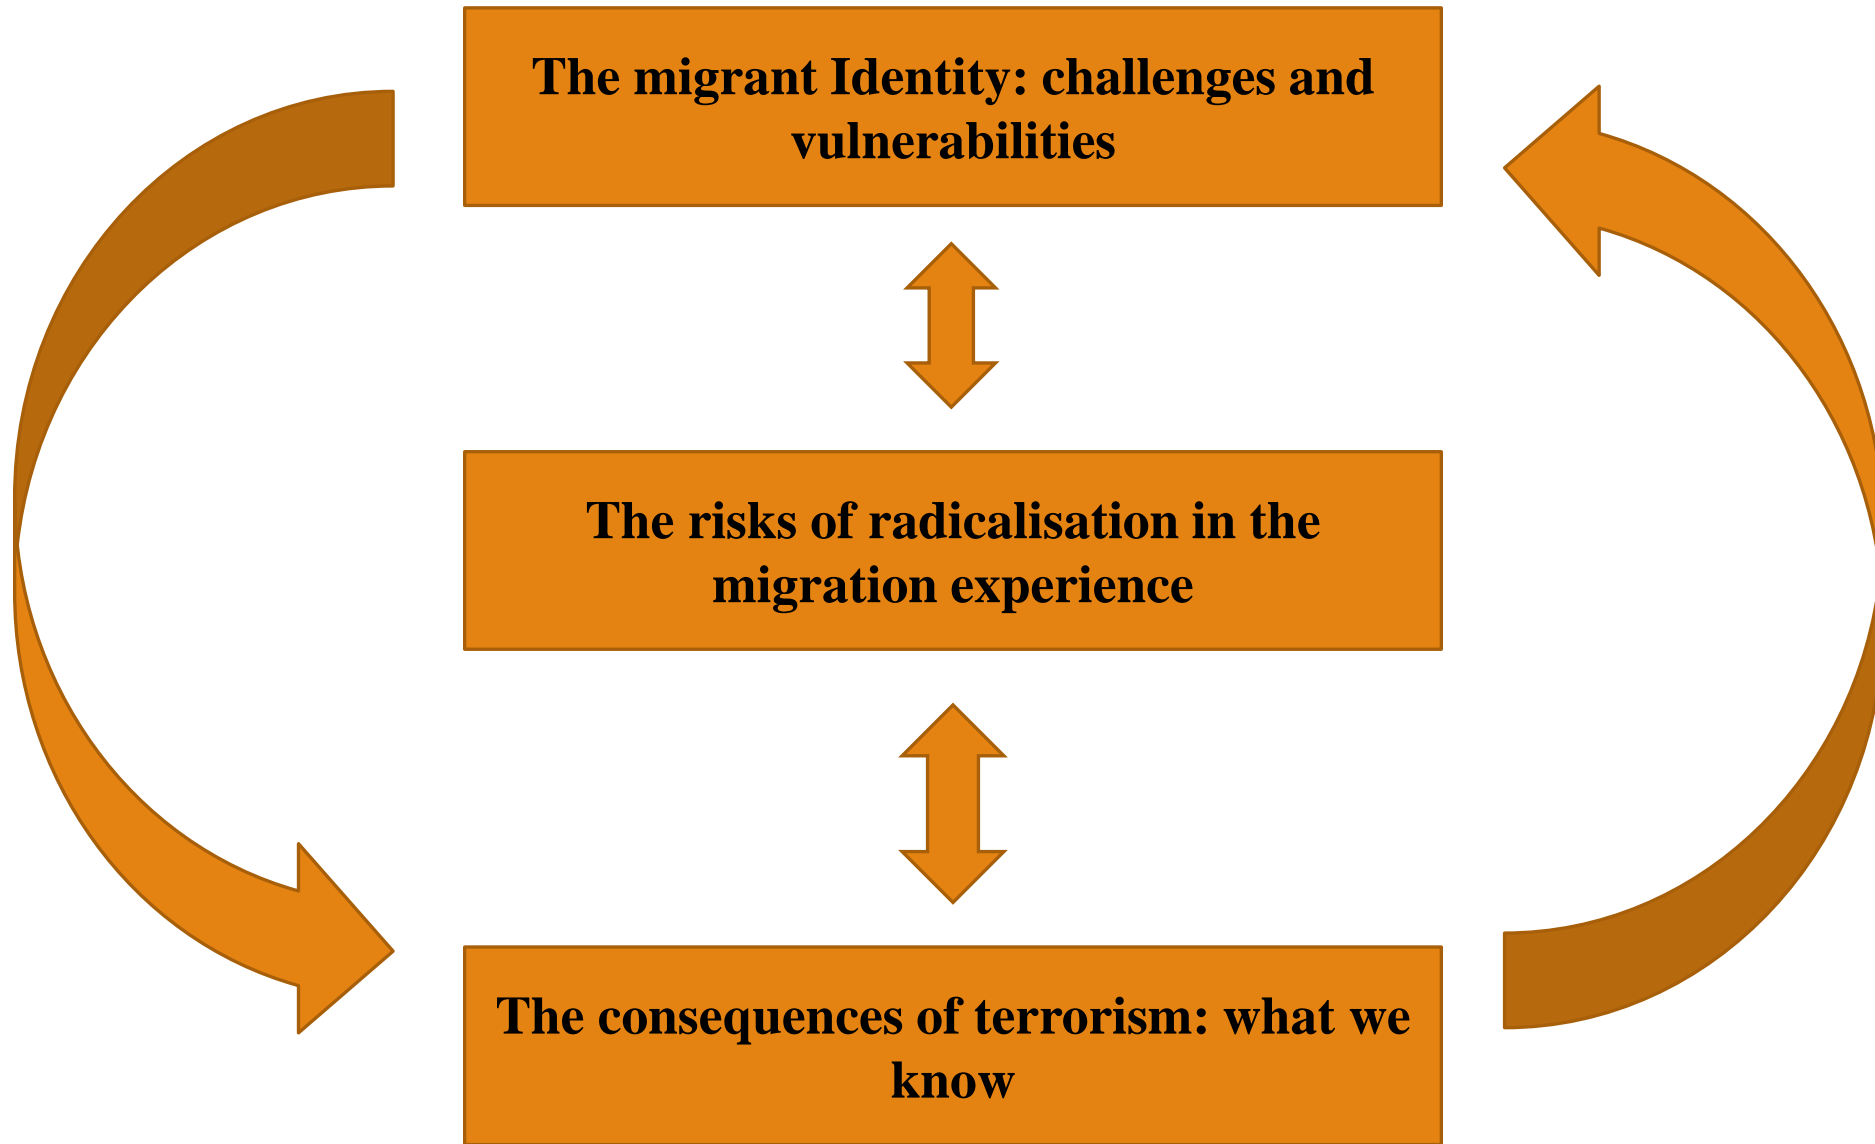 The migrant Identity: challenges and
vulnerabilities
The risks of radicalisation in the
migration experience
The consequences of terrorism: what we
know